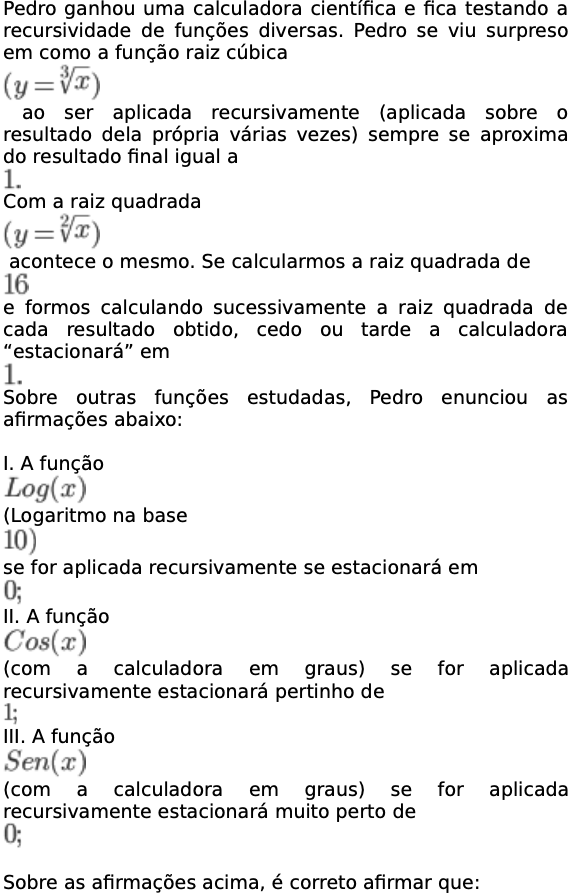 Pedro ganhou uma calculadora científica e fica testando a
recursividade de funções diversas. Pedro se viu surpreso
em como a função raiz cúbica
(y = ∛x)
ao ser aplicada recursivamente (aplicada sobre o
resultado dela própria várias vezes) sempre se aproxima
do resultado final igual a
1.
Com a raiz quadrada
(y = ²√x)
acontece o mesmo. Se calcularmos a raiz quadrada de
16
e formos calculando sucessivamente a raiz quadrada de
cada resultado obtido, cedo ou tarde a calculadora
“estacionará” em
1.
Sobre outras funções estudadas, Pedro enunciou as
afirmações abaixo:
I. A função
Log(x)
(Logaritmo na base
10)
se for aplicada recursivamente se estacionará em
0;
II. A função
Cos(x)
(com a calculadora em graus) se for aplicada
recursivamente estacionará pertinho de
1;
III. A função
Sen(x)
(com a calculadora em graus) se for aplicada
recursivamente estacionará muito perto de
0;
Sobre as afirmações acima, é correto afirmar que: